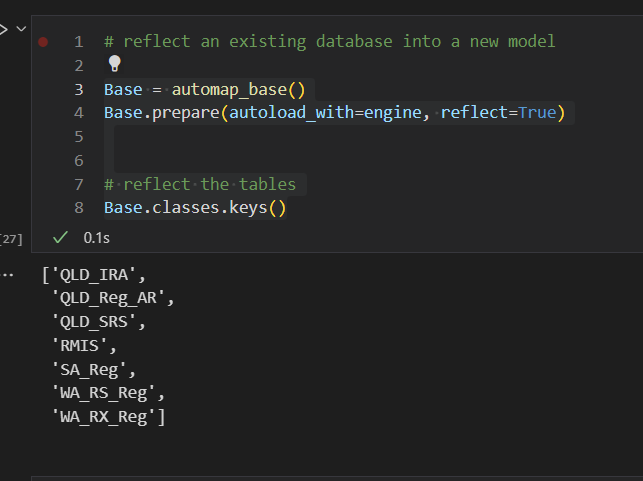 1 # reflect an existing database into a new model
2
3 Base = automap_base()
4 Base.prepare(autoload_with=engine, reflect=True)
5
6
7 # reflect the tables
8 Base.classes.keys()
[27] ✓ 0.1s
... ['QLD_IRA',
'QLD_Reg_AR',
'QLD_SRS',
'RMIS',
'SA_Reg',
'WA_RS_Reg',
'WA_RX_Reg']